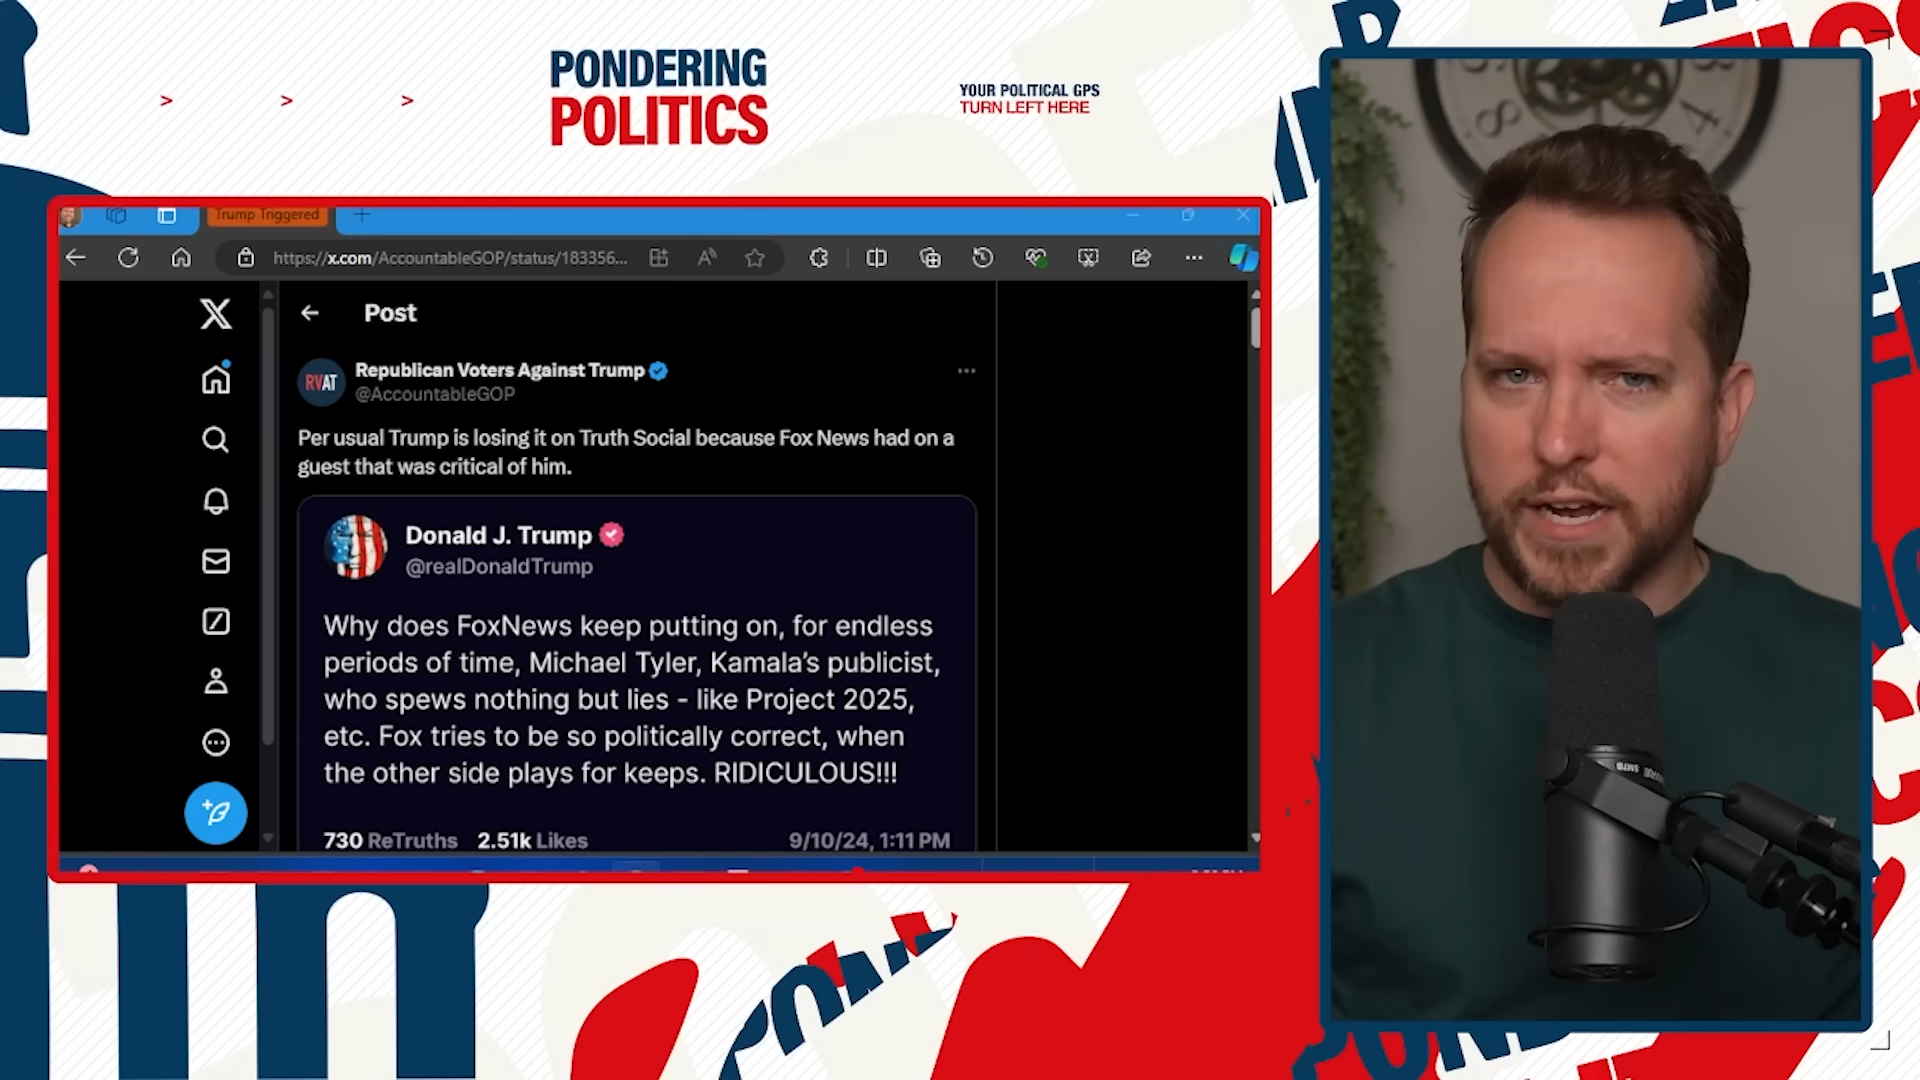 PONDERING
POLITICS
YOUR POLITICAL GPS
TURN LEFT HERE
Trump Triggered
https://x.com/AccountableGOP/status/183356...
Post
RVAT
Republican Voters Against Trump
@AccountableGOP
Per usual Trump is losing it on Truth Social because Fox News had on a
guest that was critical of him.
Donald J. Trump
@realDonaldTrump
Why does FoxNews keep putting on, for endless
periods of time, Michael Tyler, Kamala’s publicist,
who spews nothing but lies - like Project 2025,
etc. Fox tries to be so politically correct, when
the other side plays for keeps. RIDICULOUS!!!
730 ReTruths 2.51k Likes
9/10/24, 1:11 PM